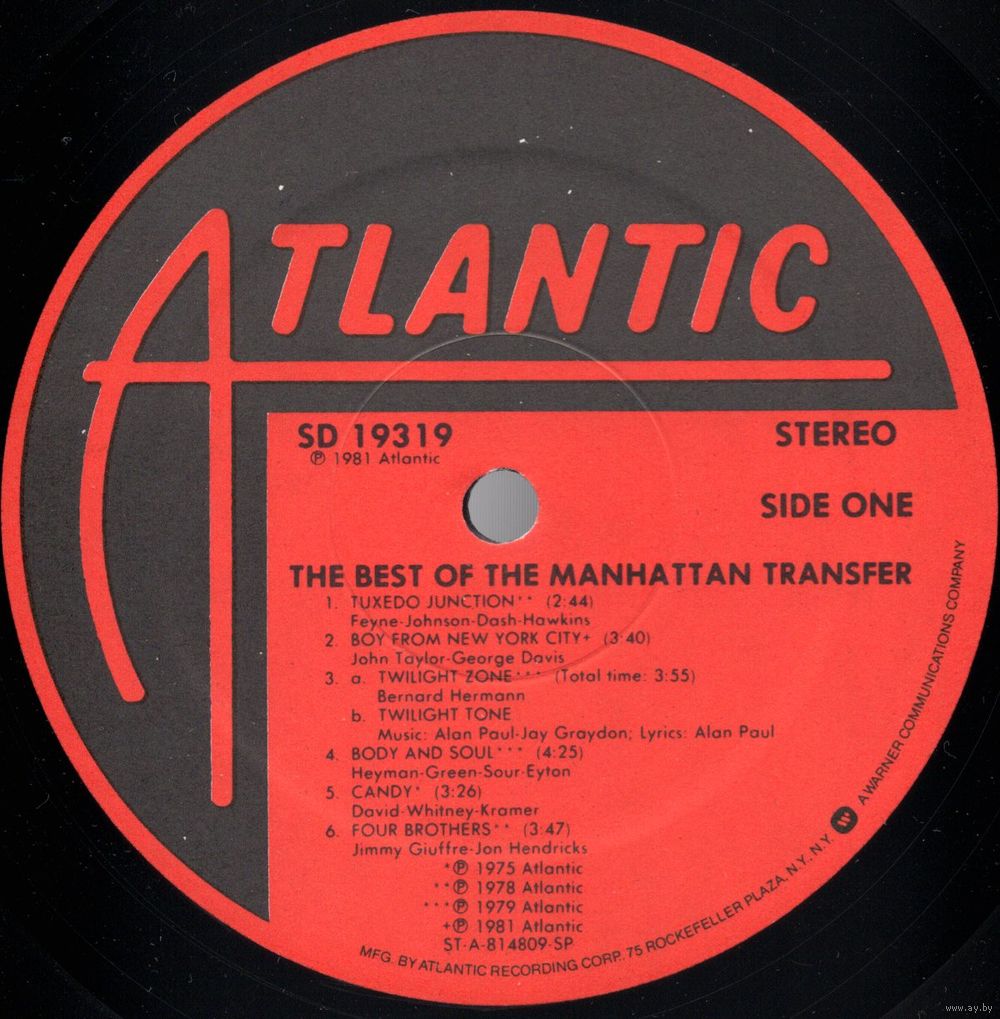 ATLANTIC
SD 19319
STEREO
℗ 1981 Atlantic
SIDE ONE
THE BEST OF THE MANHATTAN TRANSFER
1. TUXEDO JUNCTION** (2:44)
Feyne-Johnson-Dash-Hawkins
2. BOY FROM NEW YORK CITY+ (3:40)
John Taylor-George Davis
3. a. TWILIGHT ZONE*** (Total time: 3:55)
Bernard Hermann
b. TWILIGHT TONE
Music: Alan Paul-Jay Graydon; Lyrics: Alan Paul
4. BODY AND SOUL*** (4:25)
Heyman-Green-Sour-Eyton
5. CANDY* (3:26)
David-Whitney-Kramer
6. FOUR BROTHERS** (3:47)
Jimmy Giuffre-Jon Hendricks
*℗ 1975 Atlantic
**℗ 1978 Atlantic
***℗ 1979 Atlantic
+℗ 1981 Atlantic
ST-A-814809-SP
MFG. BY ATLANTIC RECORDING CORP., 75 ROCKEFELLER PLAZA, N.Y., N.Y. A WARNER COMMUNICATIONS COMPANY
www.ay.by